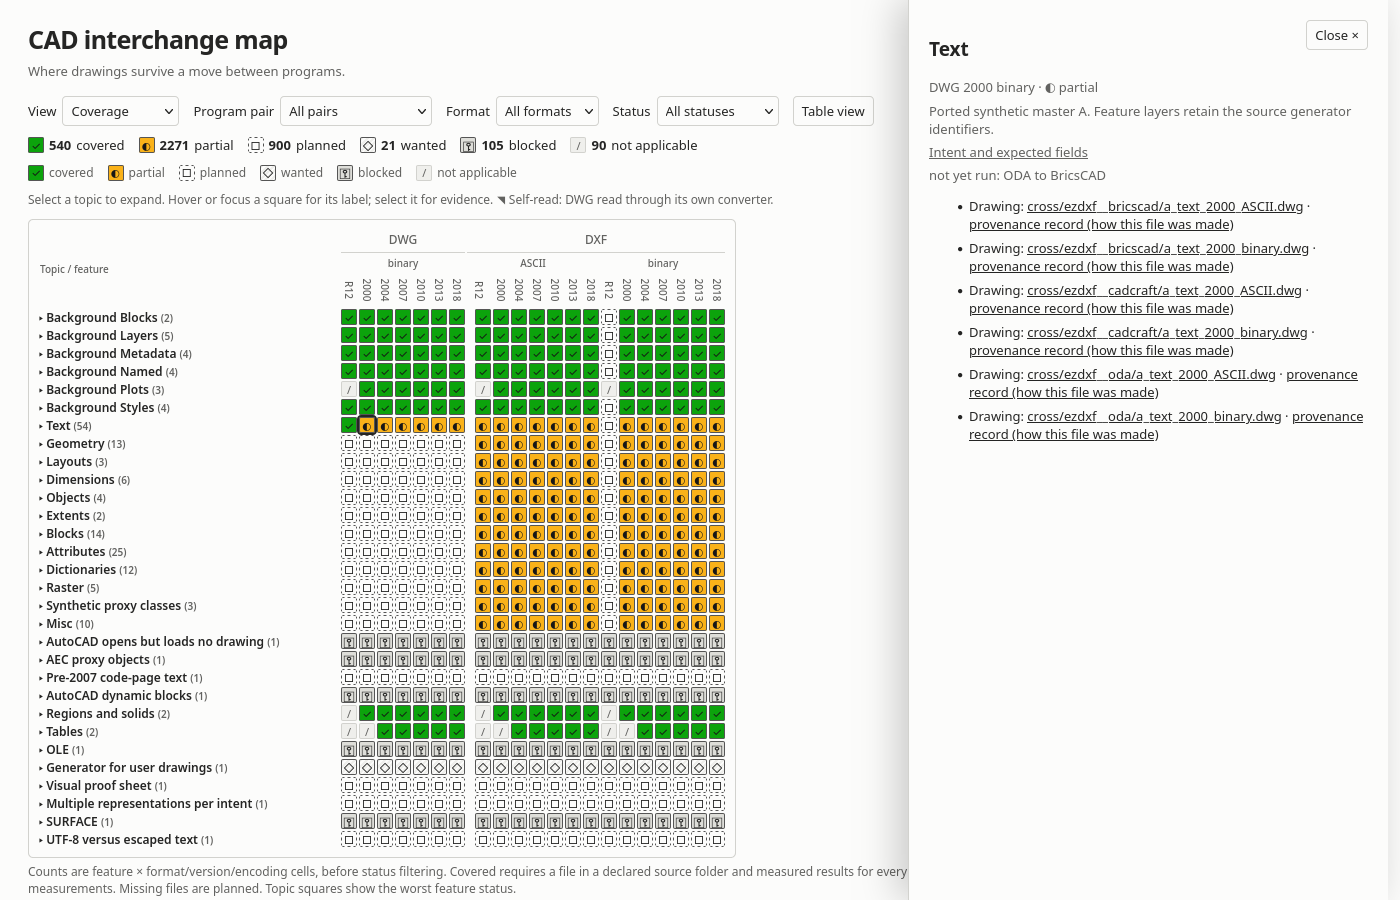 CAD interchange map
Where drawings survive a move between programs.
View Coverage Program pair All pairs Format All formats Status All statuses Table view
540 covered 2271 partial 900 planned 21 wanted 105 blocked 90 not applicable
covered partial planned wanted blocked not applicable
Select a topic to expand. Hover or focus a square for its label; select it for evidence. ◥ Self-read: DWG read through its own converter.
DWG DXF
binary ASCII binary
Topic / feature
R12 2000 2004 2007 2010 2013 2018 R12 2000 2004 2007 2010 2013 2018 R12 2000 2004 2007 2010 2013 2018
Background Blocks (2)
Background Layers (5)
Background Metadata (4)
Background Named (4)
Background Plots (3)
Background Styles (4)
Text (54)
Geometry (13)
Layouts (3)
Dimensions (6)
Objects (4)
Extents (2)
Blocks (14)
Attributes (25)
Dictionaries (12)
Raster (5)
Synthetic proxy classes (3)
Misc (10)
AutoCAD opens but loads no drawing (1)
AEC proxy objects (1)
Pre-2007 code-page text (1)
AutoCAD dynamic blocks (1)
Regions and solids (2)
Tables (2)
OLE (1)
Generator for user drawings (1)
Visual proof sheet (1)
Multiple representations per intent (1)
SURFACE (1)
UTF-8 versus escaped text (1)
Counts are feature × format/version/encoding cells, before status filtering. Covered requires a file in a declared source folder and measured results for every
measurements. Missing files are planned. Topic squares show the worst feature status.
Close ×
Text
DWG 2000 binary · ◐ partial
Ported synthetic master A. Feature layers retain the source generator
identifiers.
Intent and expected fields
not yet run: ODA to BricsCAD
• Drawing: cross/ezdxf__bricscad/a_text_2000_ASCII.dwg ·
provenance record (how this file was made)
• Drawing: cross/ezdxf__bricscad/a_text_2000_binary.dwg ·
provenance record (how this file was made)
• Drawing: cross/ezdxf__cadcraft/a_text_2000_ASCII.dwg ·
provenance record (how this file was made)
• Drawing: cross/ezdxf__cadcraft/a_text_2000_binary.dwg ·
provenance record (how this file was made)
• Drawing: cross/ezdxf__oda/a_text_2000_ASCII.dwg · provenance
record (how this file was made)
• Drawing: cross/ezdxf__oda/a_text_2000_binary.dwg · provenance
record (how this file was made)